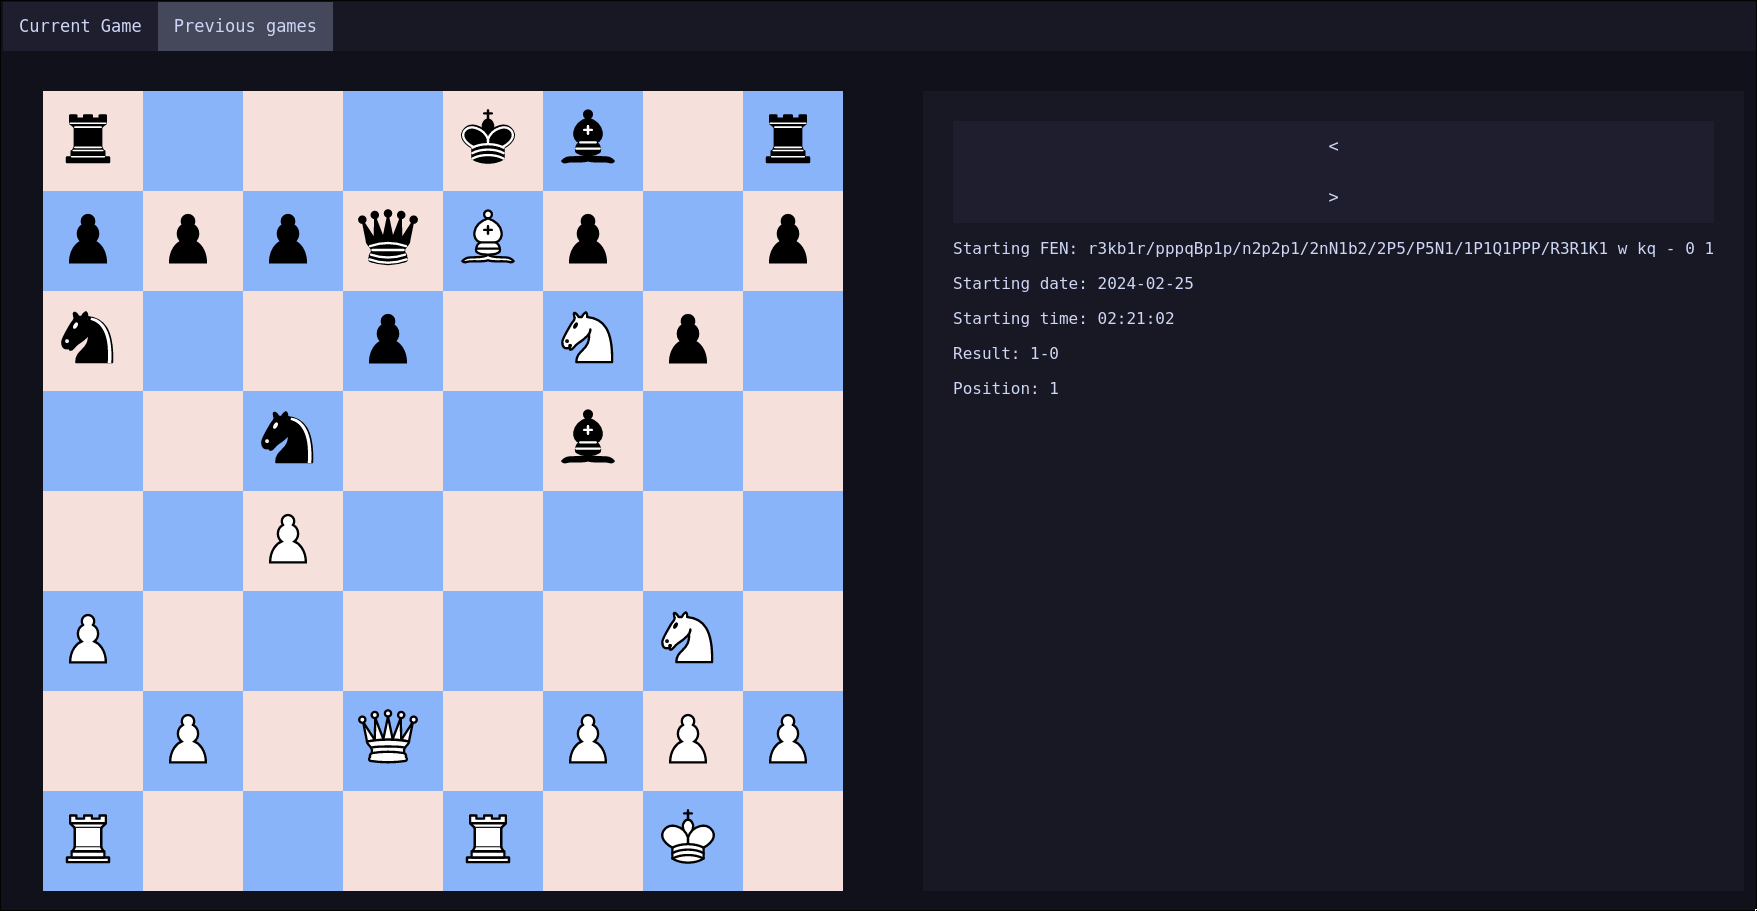 Current Game Previous games
<
>
Starting FEN: r3kb1r/pppqBp1p/n2p2p1/2nN1b2/2P5/P5N1/1P1Q1PPP/R3R1K1 w kq - 0 1
Starting date: 2024-02-25
Starting time: 02:21:02
Result: 1-0
Position: 1